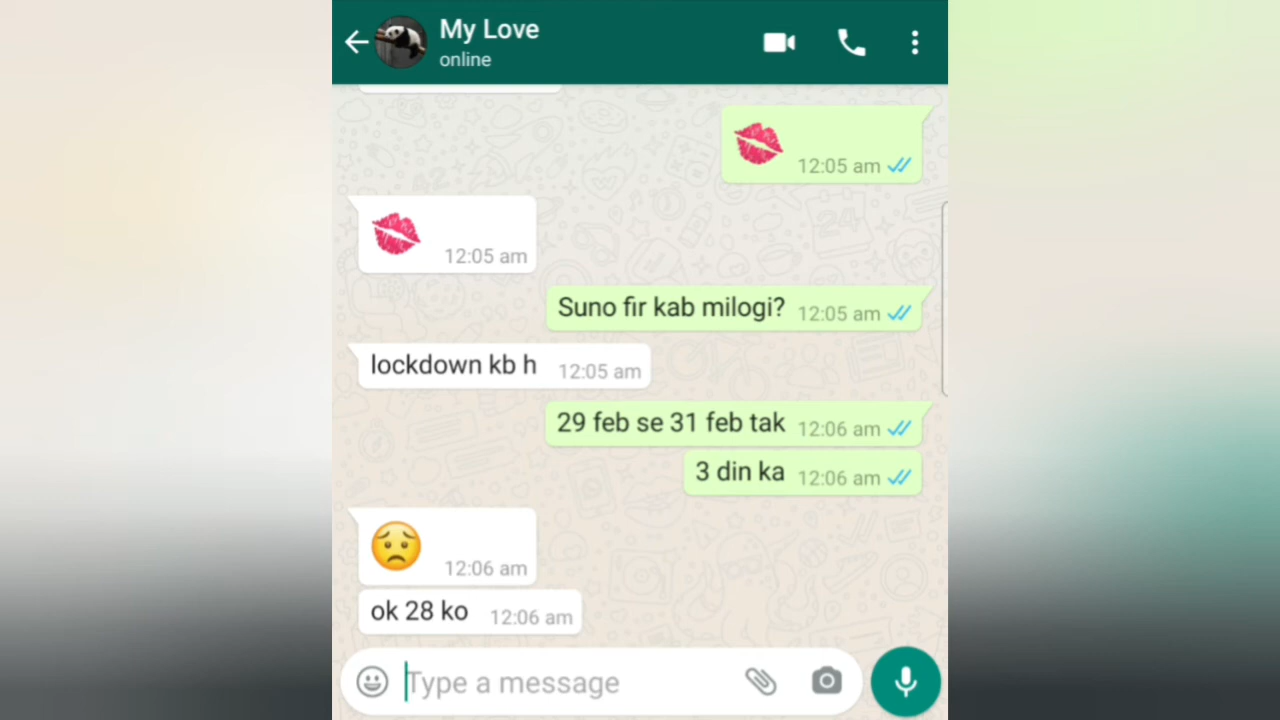 My Love
online
12:05 am
12:05 am
Suno fir kab milogi? 12:05 am
lockdown kb h 12:05 am
29 feb se 31 feb tak 12:06 am
3 din ka 12:06 am
12:06 am
ok 28 ko 12:06 am
Type a message